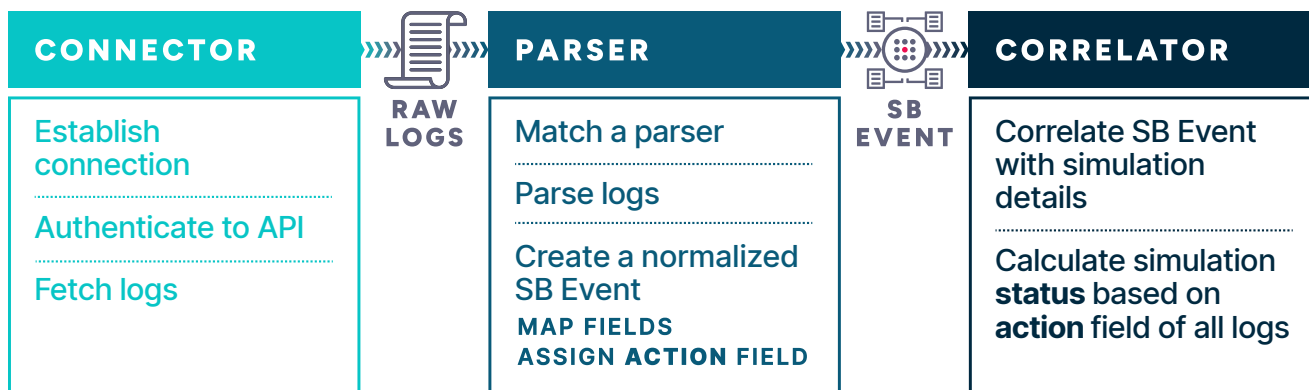 CONNECTOR
Establish
connection
Authenticate to API
Fetch logs
RAW
LOGS
PARSER
Match a parser
Parse logs
Create a normalized
SB Event
MAP FIELDS
ASSIGN ACTION FIELD
SB
EVENT
CORRELATOR
Correlate SB Event
with simulation
details
Calculate simulation
status based on
action field of all logs